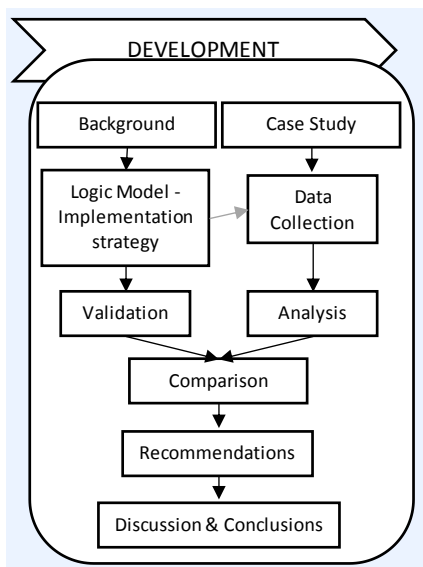 DEVELOPMENT
Background
Case Study
Logic Model -
Implementation
strategy
Data
Collection
Validation
Analysis
Comparison
Recommendations
Discussion & Conclusions